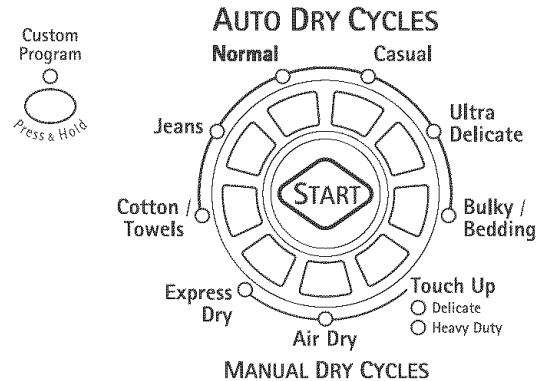 AUTO DRY CYCLES
Custom
Program
Press & Hold
Normal
Casual
Jeans
Ultra
Delicate
Cotton /
Towels
START
Bulky /
Bedding
Express
Dry
Touch Up
Delicate
Heavy Duty
Air Dry
MANUAL DRY CYCLES